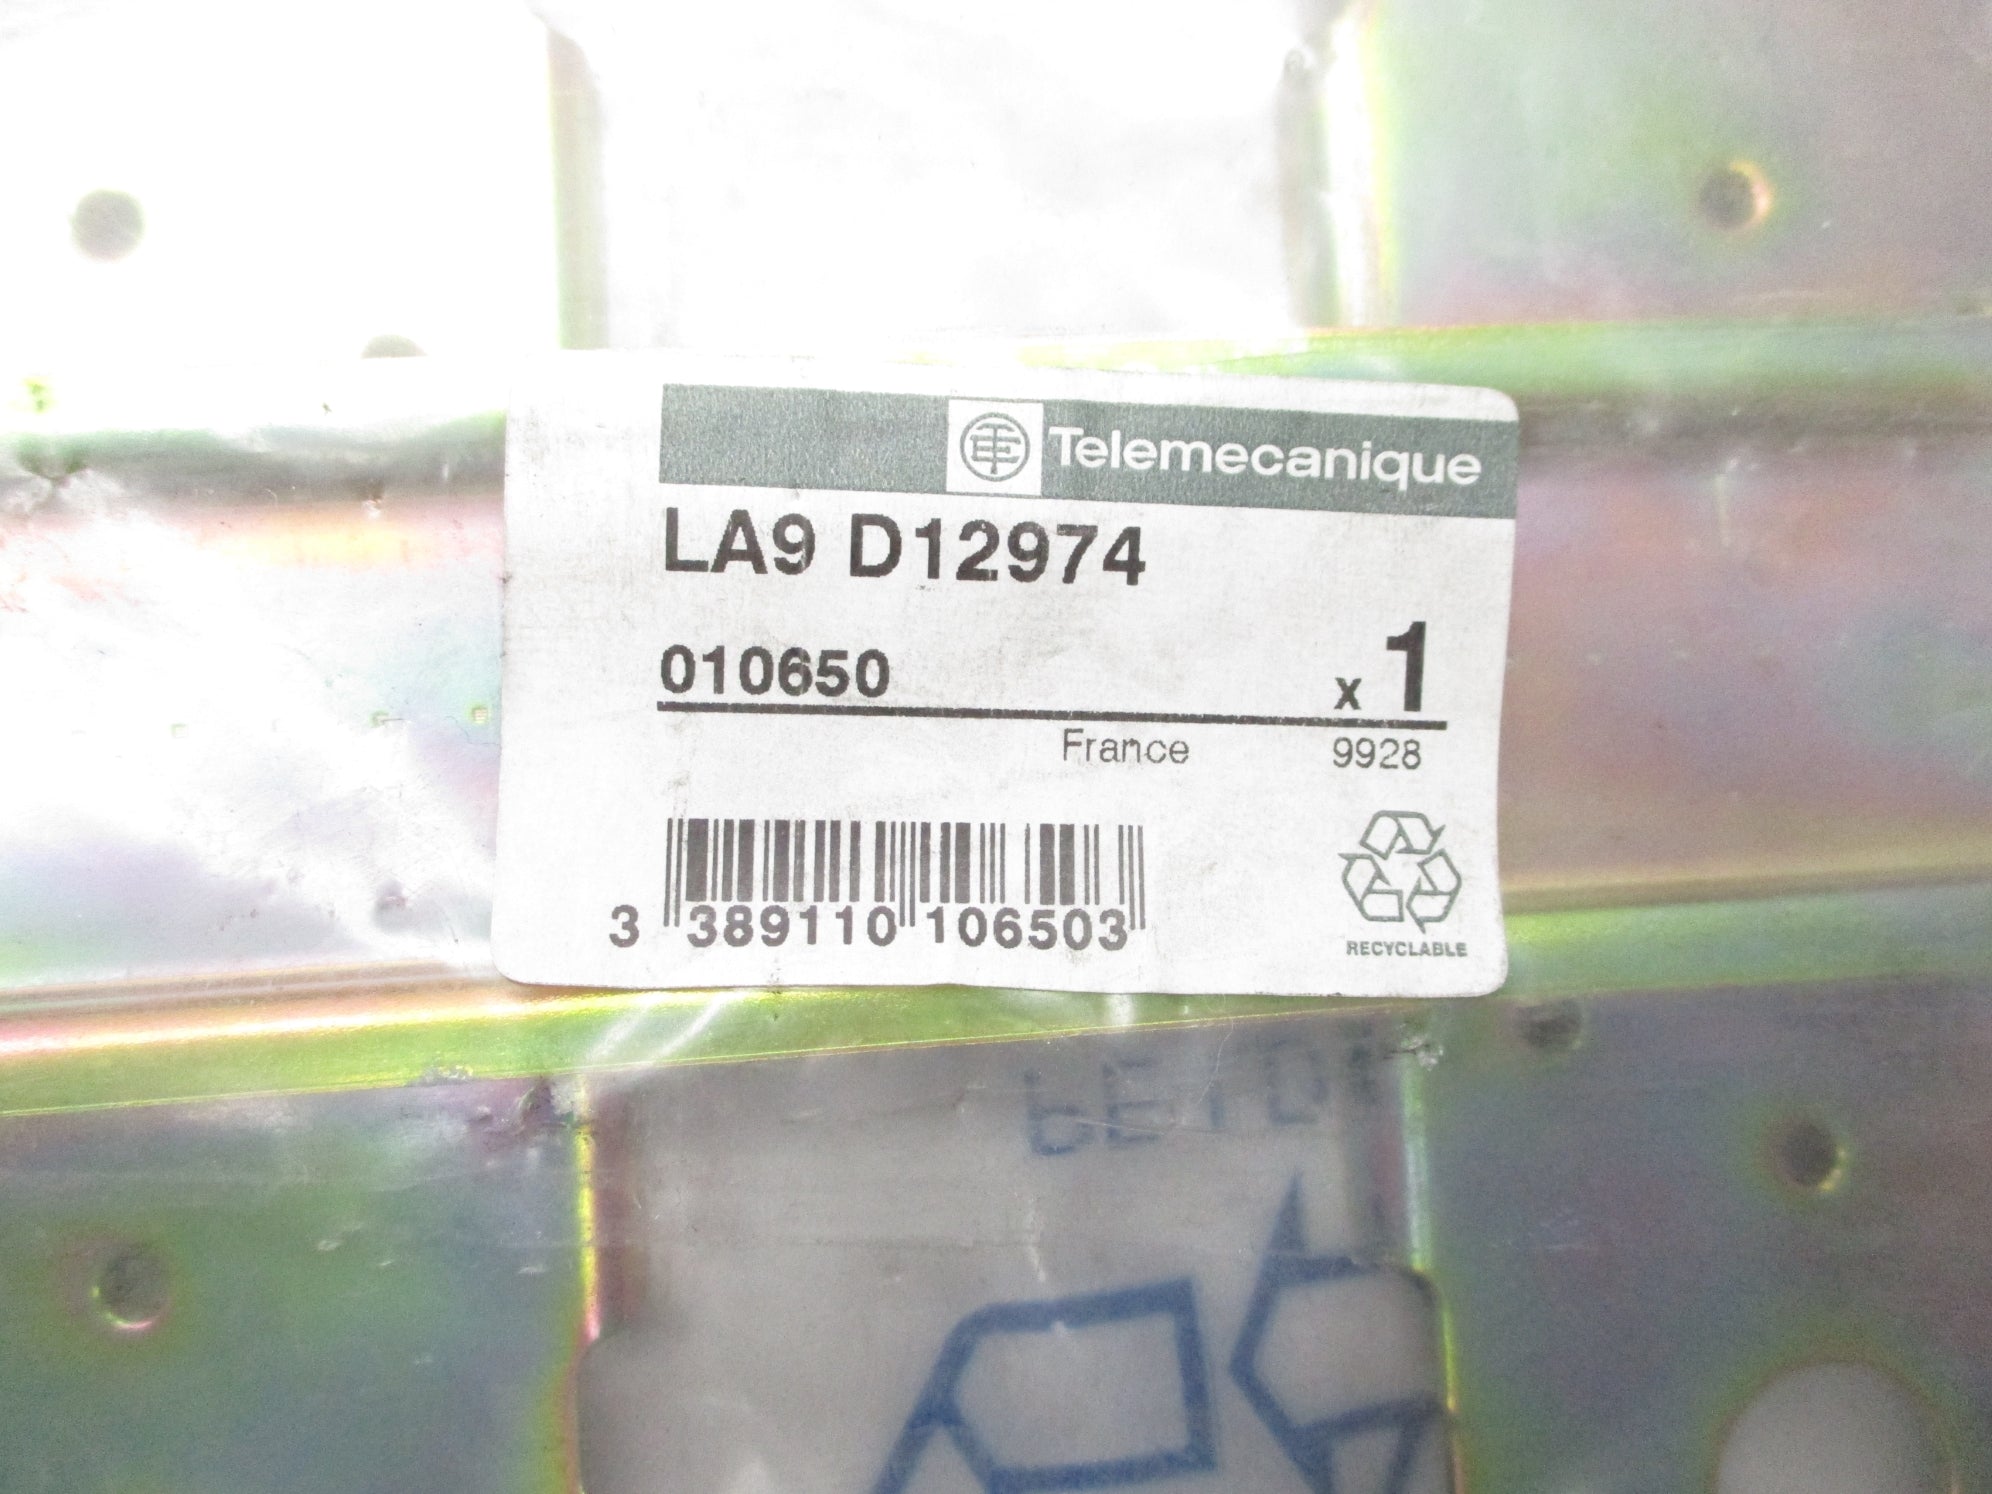 Telemecanique
LA9 D12974
010650 x 1
France 9928
3 389110 106503
RECYCLABLE